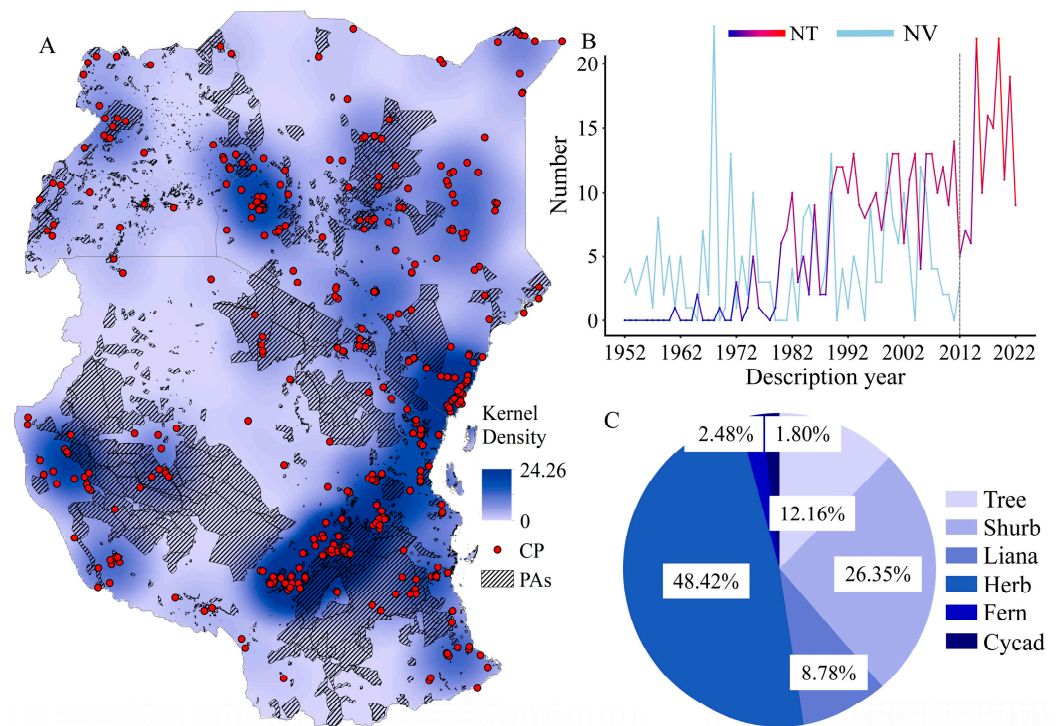 A
Kernel
Density
24.26
0
CP
PAs
B
NT
NV
Number
20
15
10
5
0
1952
1962
1972
1982
1992
2002
2012
2022
Description year
C
2.48%
1.80%
12.16%
48.42%
26.35%
8.78%
Tree
Shurb
Liana
Herb
Fern
Cycad